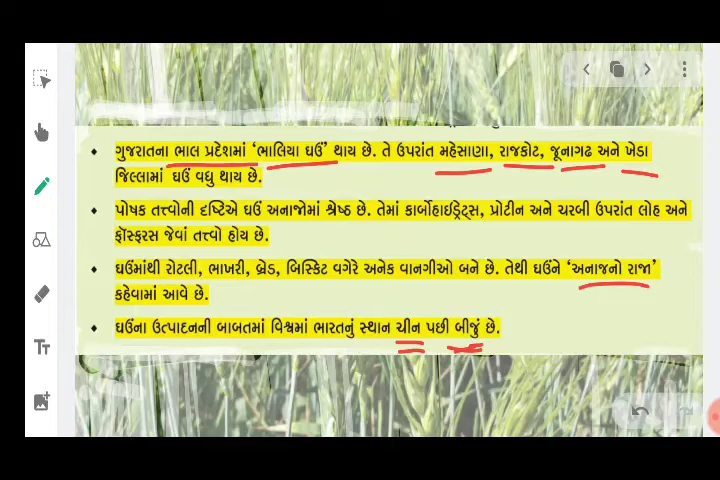 ગુજરાતના ભાલ પ્રદેશમાં ‘ભાલિયા ઘઉં’ થાય છે. તે ઉપરાંત મહેસાણા, રાજકોટ, જૂનાગઢ અને ખેડા
જિલ્લામાં ઘઉં વધુ થાય છે.
પોષક તત્ત્વોની દૃષ્ટિએ ઘઉં અનાજોમાં શ્રેષ્ઠ છે. તેમાં કાર્બોહાઈડ્રેટ્સ, પ્રોટીન અને ચરબી ઉપરાંત લોહ અને
ફૉસ્ફરસ જેવાં તત્ત્વો હોય છે.
ઘઉંમાંથી રોટલી, ભાખરી, બ્રેડ, બિસ્કિટ વગેરે અનેક વાનગીઓ બને છે. તેથી ઘઉંને ‘અનાજનો રાજા’
કહેવામાં આવે છે.
ઘઉંના ઉત્પાદનની બાબતમાં વિશ્વમાં ભારતનું સ્થાન ચીન પછી બીજું છે.